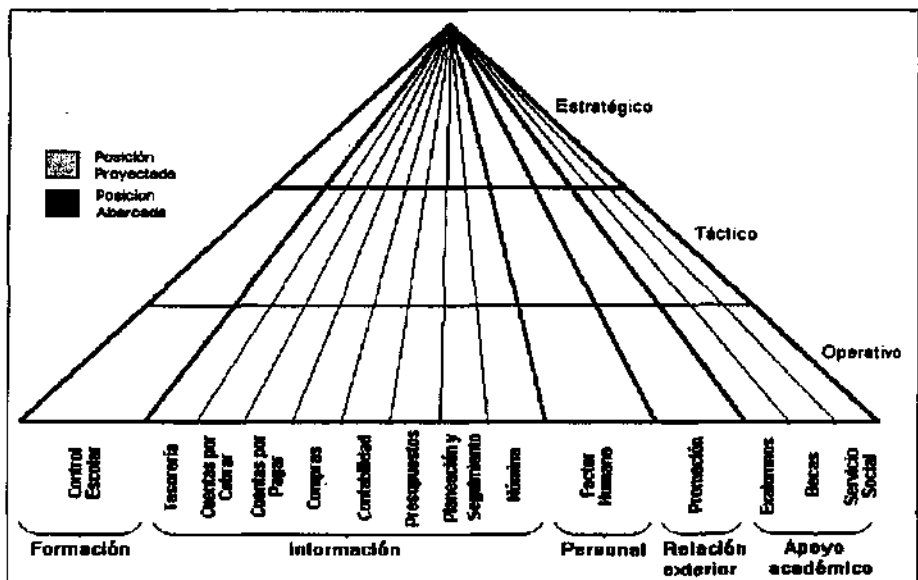 Estratégico
Posición
Proyectada
Posicion
Abarcada
Táctico
Operativo
Control
Escolar
Tesorería
Cuentas por
Cobrar
Cuentas por
Pagar
Compras
Contabilidad
Presupuestos
Planeación y
Seguimiento
Nómina
Factor
Humano
Promoción
Exalumnos
Becas
Servicio
Social
Formación
Información
Personal
Relación
exterior
Apoyo
académico